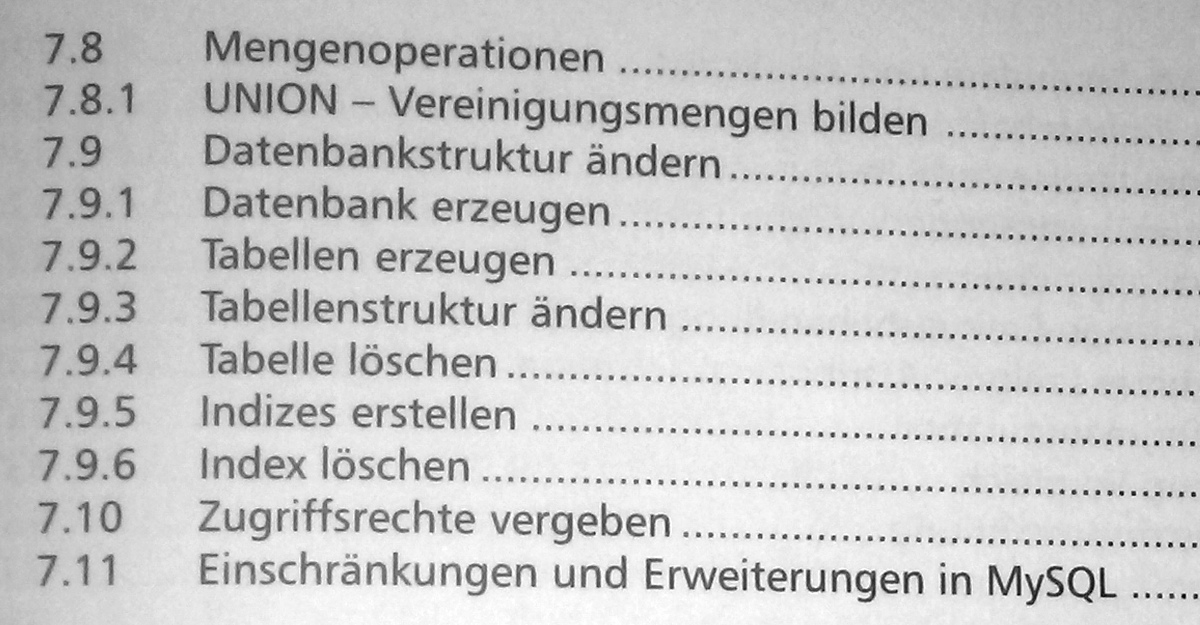 7.8 Mengenoperationen ..........
7.8.1 UNION – Vereinigungsmengen bilden ..........
7.9 Datenbankstruktur ändern ..........
7.9.1 Datenbank erzeugen ..........
7.9.2 Tabellen erzeugen ..........
7.9.3 Tabellenstruktur ändern ..........
7.9.4 Tabelle löschen ..........
7.9.5 Indizes erstellen ..........
7.9.6 Index löschen ..........
7.10 Zugriffsrechte vergeben ..........
7.11 Einschränkungen und Erweiterungen in MySQL ......